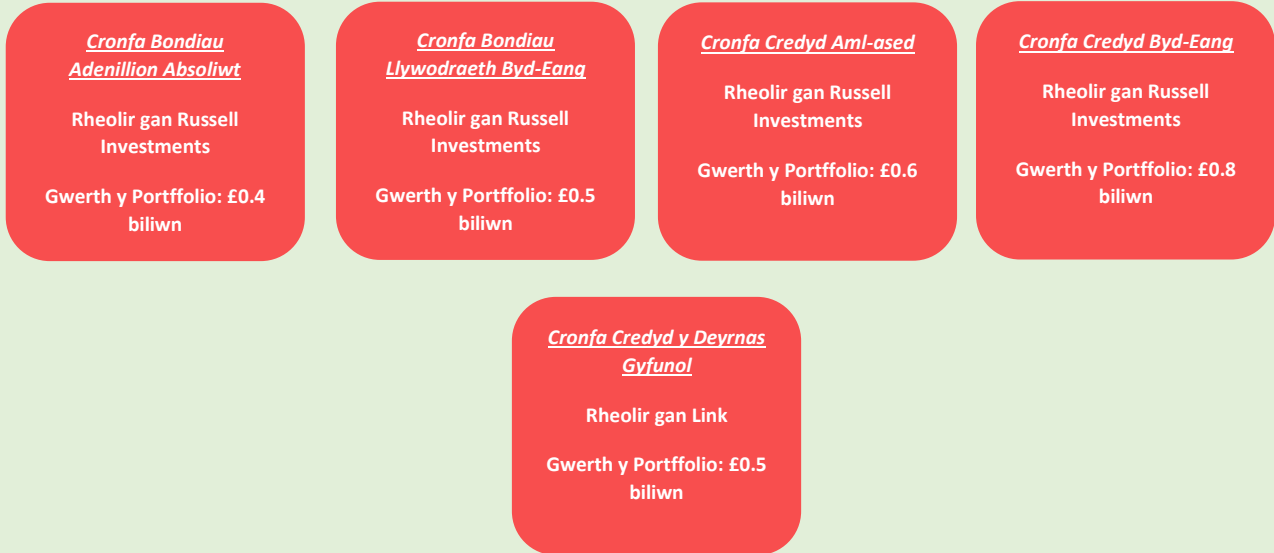 Cronfa Bondiau
Adenillion Absoliwt
Rheolir gan Russell
Investments
Gwerth y Portffolio: £0.4
biliwn
Cronfa Bondiau
Llywodraeth Byd-Eang
Rheolir gan Russell
Investments
Gwerth y Portffolio: £0.5
biliwn
Cronfa Credyd Aml-ased
Rheolir gan Russell
Investments
Gwerth y Portffolio: £0.6
biliwn
Cronfa Credyd Byd-Eang
Rheolir gan Russell
Investments
Gwerth y Portffolio: £0.8
biliwn
Cronfa Credyd y Deyrnas
Gyfunol
Rheolir gan Link
Gwerth y Portffolio: £0.5
biliwn